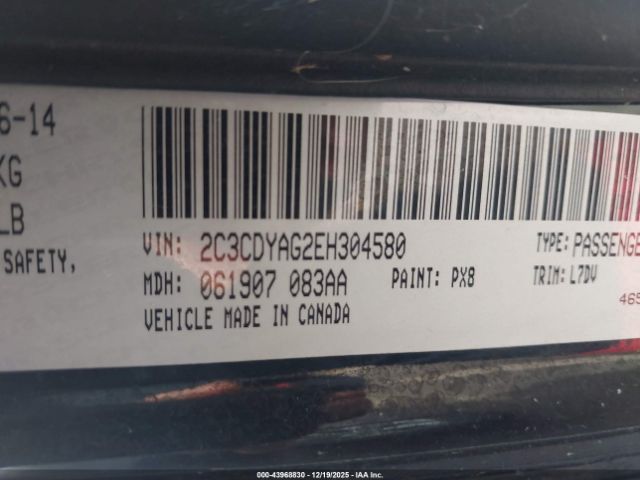 6-14
KG
LB
SAFETY,
VIN: 2C3CDYAG2EH304580 TYPE: PASSENGE
MDH: 061907 083AA PAINT: PX8 TRIM: L7DV
465
VEHICLE MADE IN CANADA
000-43968830 - 12/19/2025 - IAA Inc.